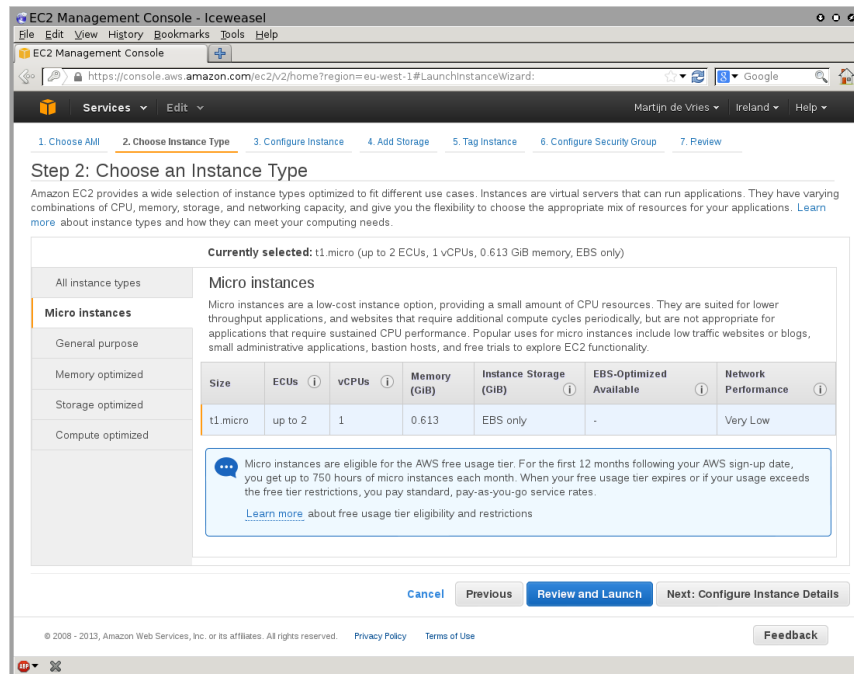 EC2 Management Console - Iceweasel
File Edit View History Bookmarks Tools Help
EC2 Management Console
https://console.aws.amazon.com/ec2/v2/home?region=eu-west-1#LaunchInstanceWizard:
Google
Services Edit Martijn de Vries Ireland Help
1. Choose AMI 2. Choose Instance Type 3. Configure Instance 4. Add Storage 5. Tag Instance 6. Configure Security Group 7. Review
Step 2: Choose an Instance Type
Amazon EC2 provides a wide selection of instance types optimized to fit different use cases. Instances are virtual servers that can run applications. They have varying
combinations of CPU, memory, storage, and networking capacity, and give you the flexibility to choose the appropriate mix of resources for your applications. Learn
more about instance types and how they can meet your computing needs.
Currently selected: t1.micro (up to 2 ECUs, 1 vCPUs, 0.613 GiB memory, EBS only)
All instance types
Micro instances
General purpose
Memory optimized
Storage optimized
Compute optimized
Micro instances
Micro instances are a low-cost instance option, providing a small amount of CPU resources. They are suited for lower
throughput applications, and websites that require additional compute cycles periodically, but are not appropriate for
applications that require sustained CPU performance. Popular uses for micro instances include low traffic websites or blogs,
small administrative applications, bastion hosts, and free trials to explore EC2 functionality.
Size ECUs i vCPUs i Memory (GiB) Instance Storage (GiB) i EBS-Optimized Available i Network Performance i
t1.micro up to 2 1 0.613 EBS only - Very Low
Micro instances are eligible for the AWS free usage tier. For the first 12 months following your AWS sign-up date,
you get up to 750 hours of micro instances each month. When your free usage tier expires or if your usage exceeds
the free tier restrictions, you pay standard, pay-as-you-go service rates.
Learn more about free usage tier eligibility and restrictions
Cancel Previous Review and Launch Next: Configure Instance Details
© 2008 - 2013, Amazon Web Services, Inc. or its affiliates. All rights reserved. Privacy Policy Terms of Use Feedback
ABP